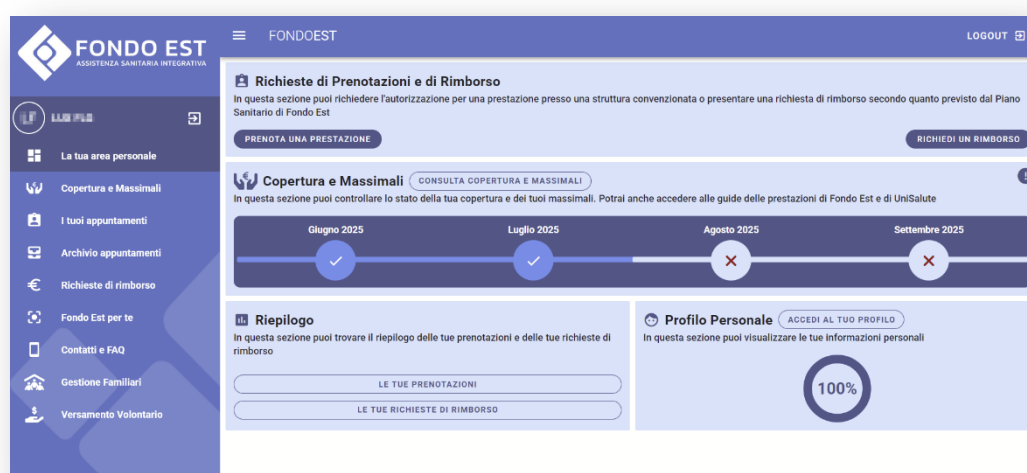 FONDO EST
ASSISTENZA SANITARIA INTEGRATIVA
La tua area personale
Copertura e Massimali
I tuoi appuntamenti
Archivio appuntamenti
Richieste di rimborso
Fondo Est per te
Contatti e FAQ
Gestione Familiari
Versamento Volontario
FONDOEST
LOGOUT
Richieste di Prenotazioni e di Rimborso
In questa sezione puoi richiedere l'autorizzazione per una prestazione presso una struttura convenzionata o presentare una richiesta di rimborso secondo quanto previsto dal Piano
Sanitario di Fondo Est
PRENOTA UNA PRESTAZIONE
RICHIEDI UN RIMBORSO
Copertura e Massimali CONSULTA COPERTURA E MASSIMALI
In questa sezione puoi controllare lo stato della tua copertura e dei tuoi massimali. Potrai anche accedere alle guide delle prestazioni di Fondo Est e di UniSalute
Giugno 2025 Luglio 2025 Agosto 2025 Settembre 2025
Riepilogo
In questa sezione puoi trovare il riepilogo delle tue prenotazioni e delle tue richieste di
rimborso
LE TUE PRENOTAZIONI
LE TUE RICHIESTE DI RIMBORSO
Profilo Personale ACCEDI AL TUO PROFILO
In questa sezione puoi visualizzare le tue informazioni personali
100%